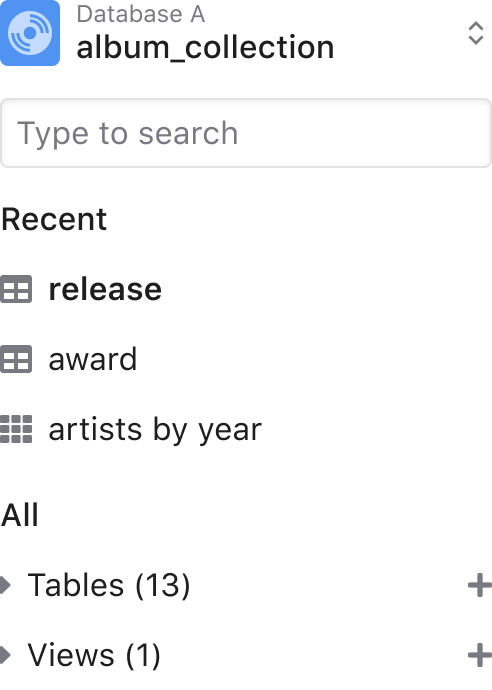 Database A
album_collection
Type to search
Recent
release
award
artists by year
All
Tables (13)
Views (1)